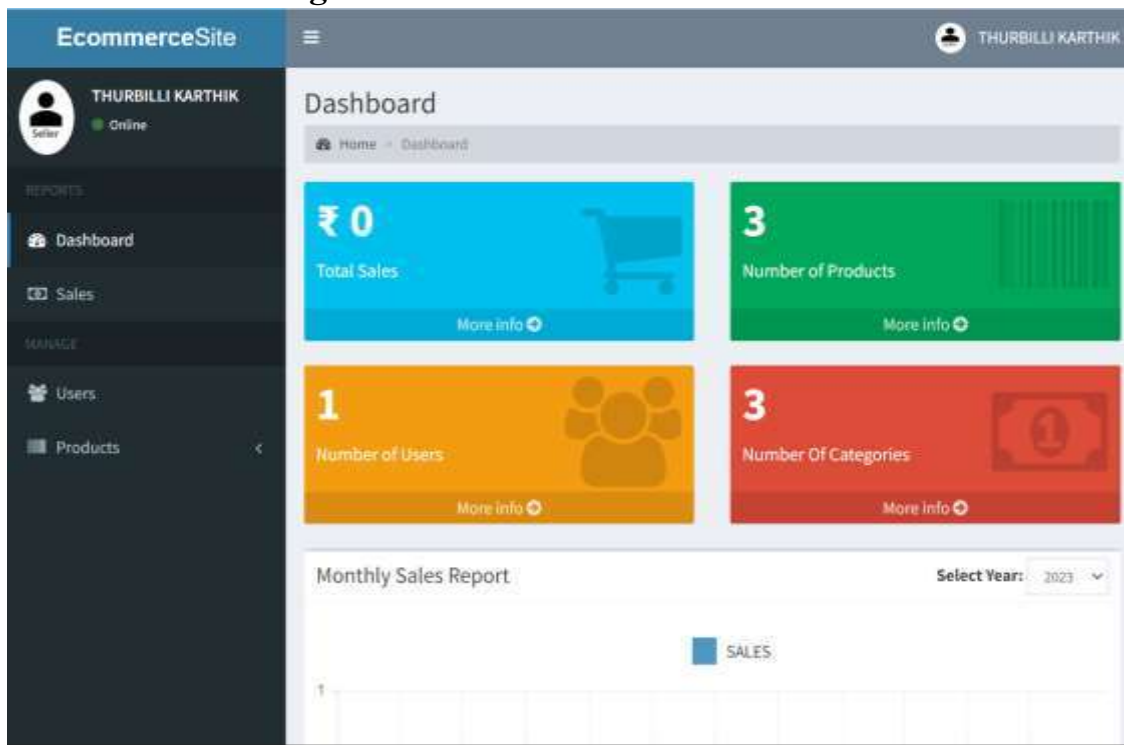 EcommerceSite
THURBILLI KARTHIK
THURBILLI KARTHIK
Online
Seller
REPORTS
Dashboard
Sales
MANAGE
Users
Products
Dashboard
Home Dashboard
₹ 0
Total Sales
More info
3
Number of Products
More info
1
Number of Users
More info
3
Number Of Categories
More info
Monthly Sales Report
Select Year: 2023
SALES
1